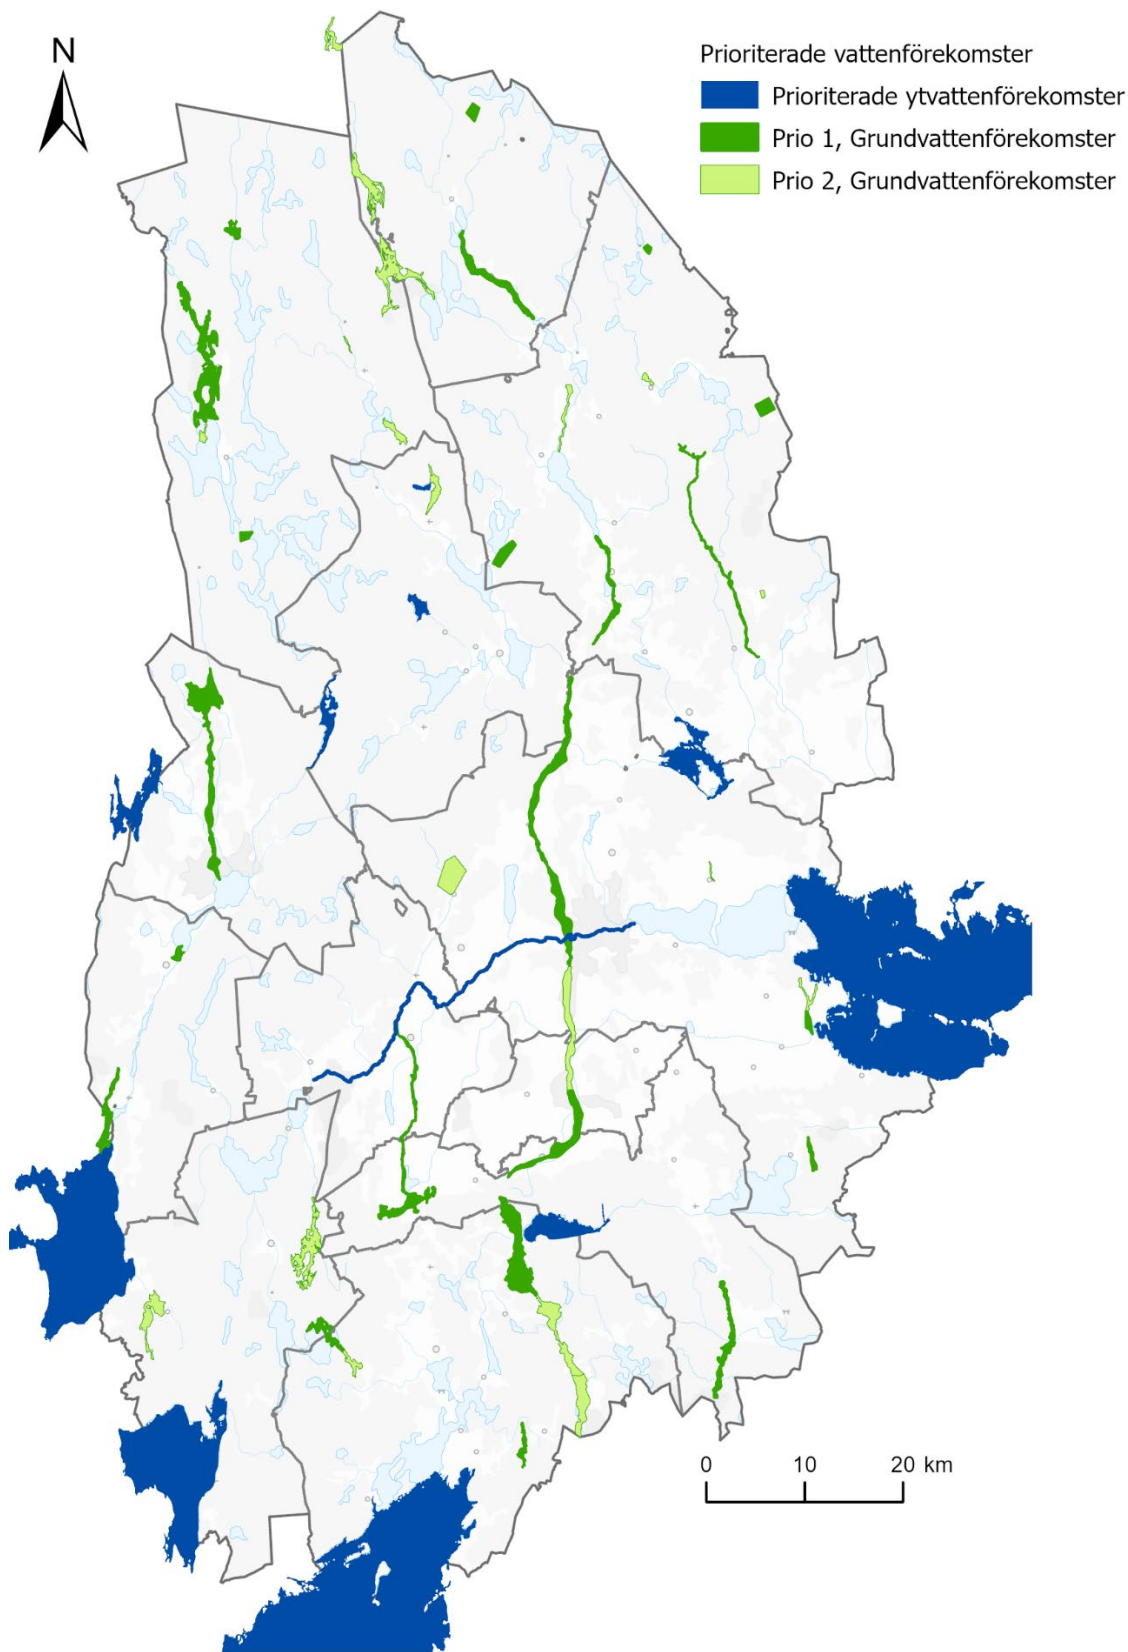 N
Prioriterade vattenförekomster
Prioriterade ytvattenförekomster
Prio 1, Grundvattenförekomster
Prio 2, Grundvattenförekomster
0 10 20 km